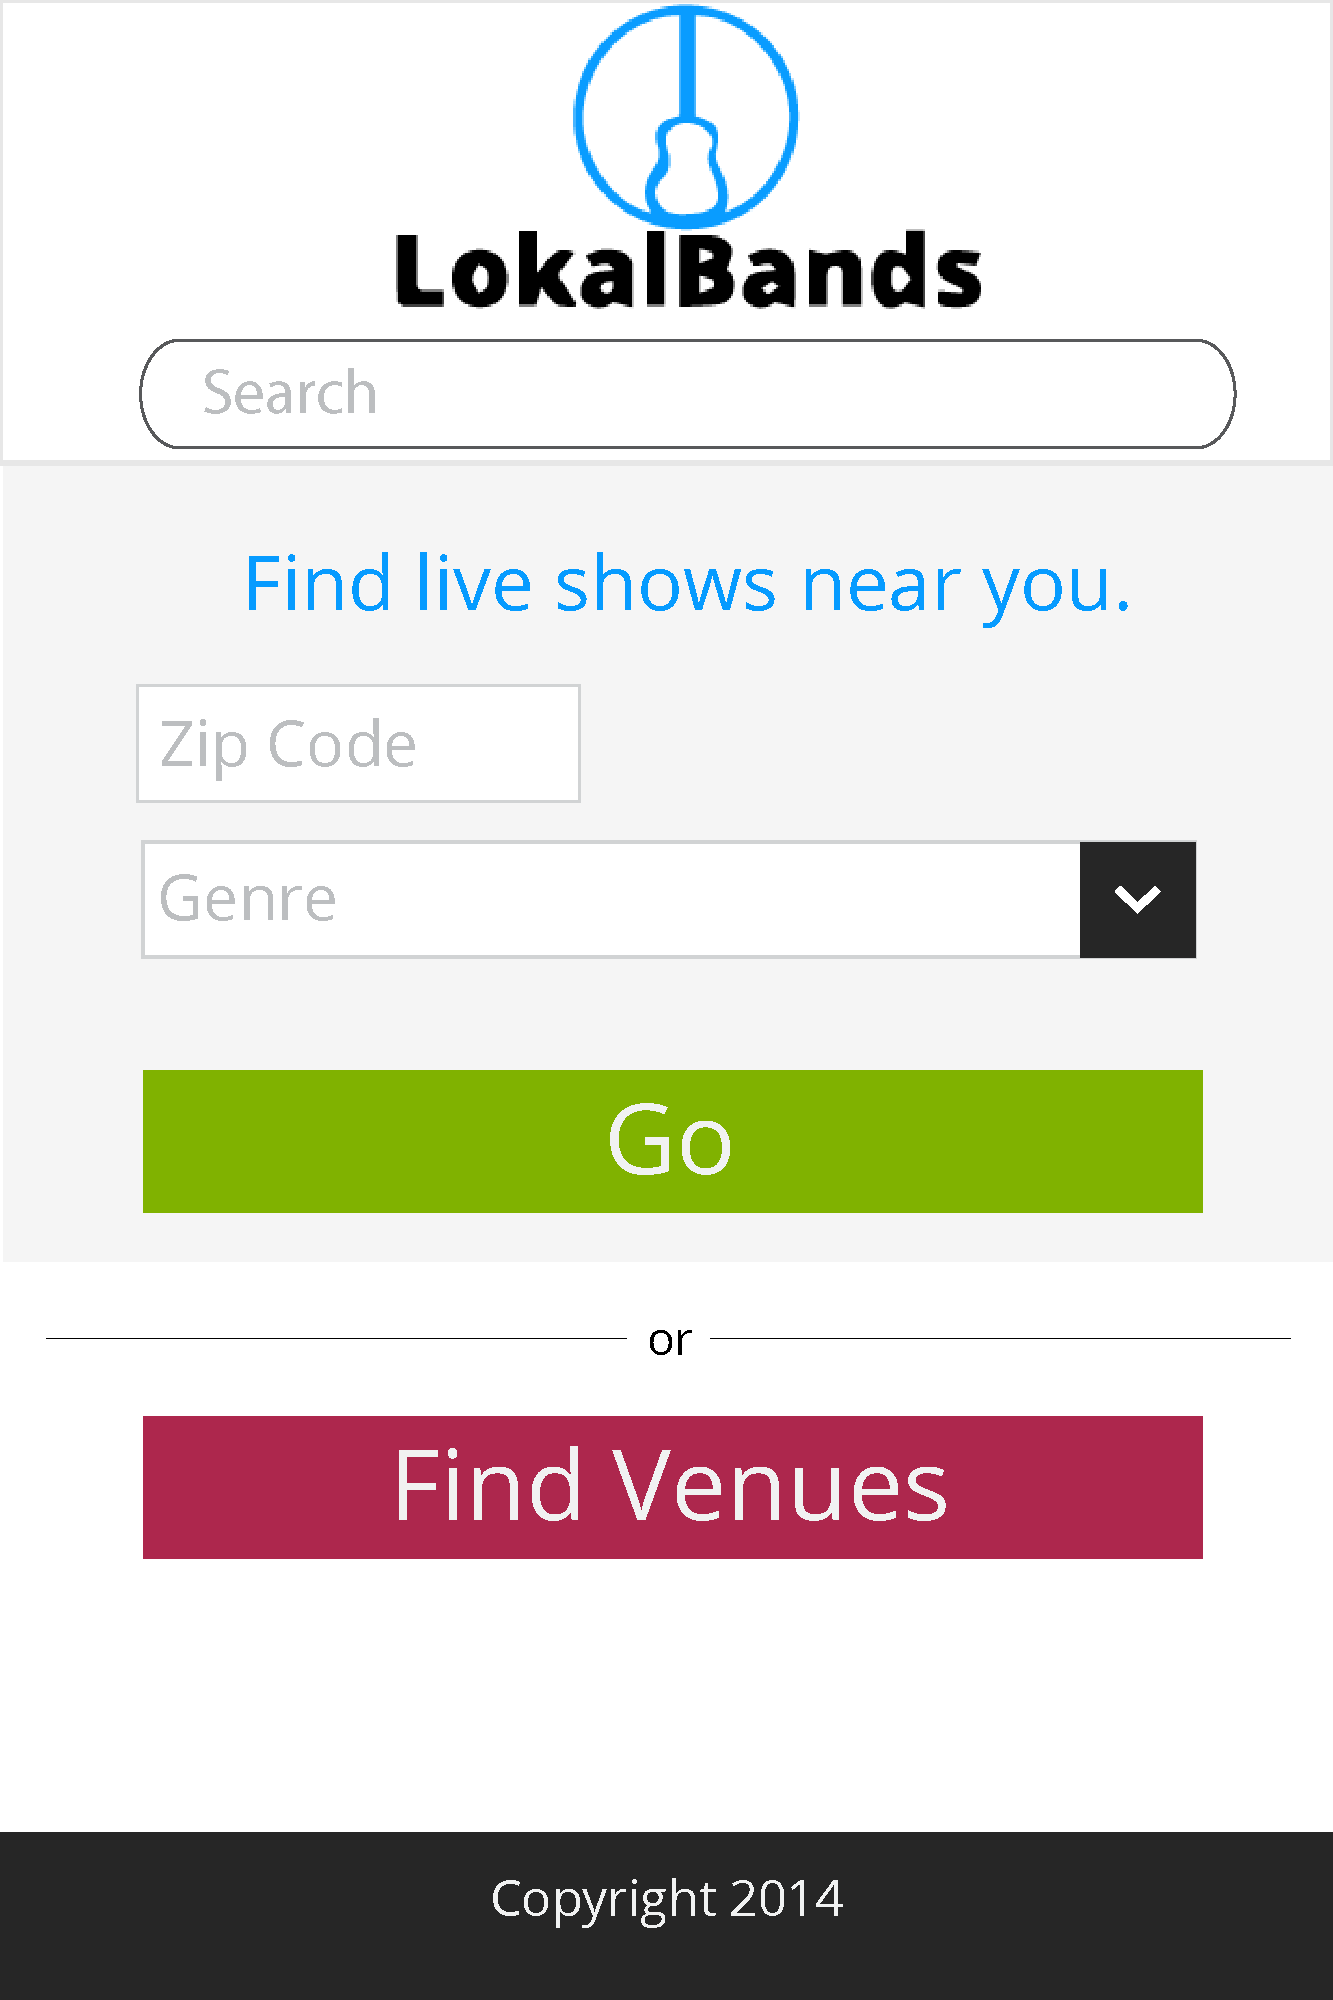 LokalBands
Search
Find live shows near you.
Zip Code
Genre
Go
or
Find Venues
Copyright 2014